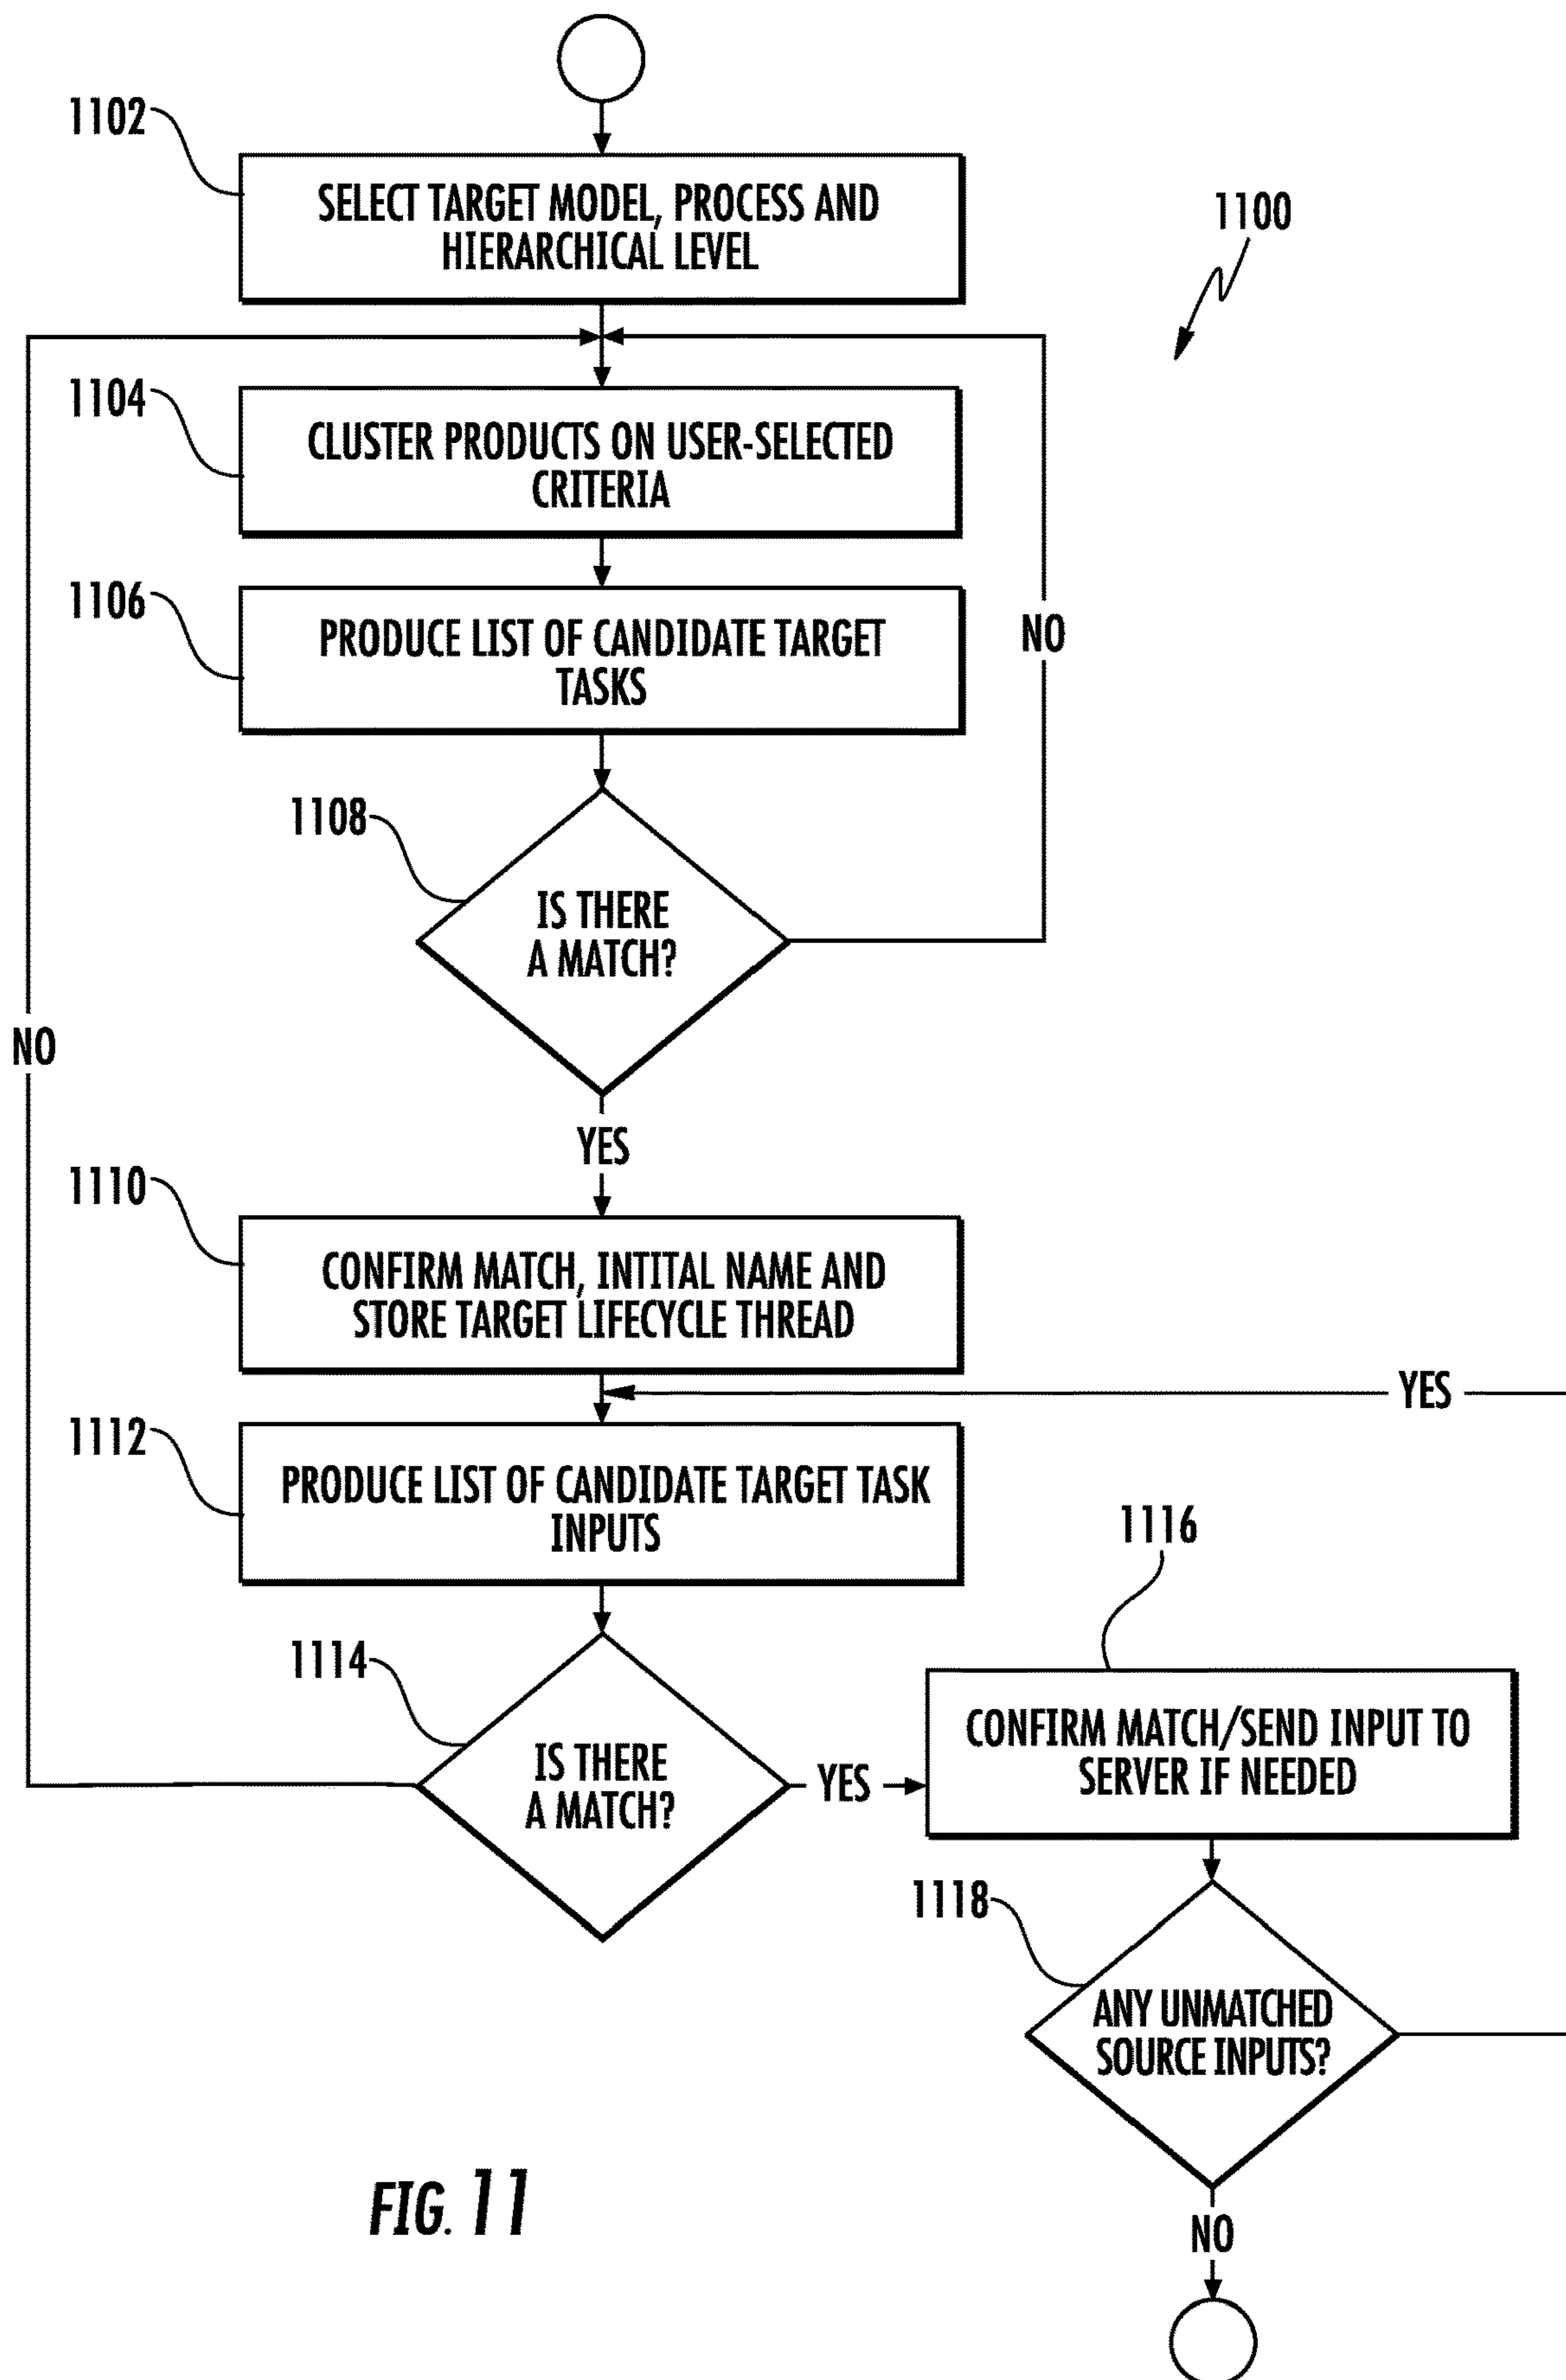 1102
SELECT TARGET MODEL, PROCESS AND
HIERARCHICAL LEVEL
1100
1104
CLUSTER PRODUCTS ON USER-SELECTED
CRITERIA
1106
PRODUCE LIST OF CANDIDATE TARGET
TASKS
NO
1108
IS THERE
A MATCH?
NO
YES
1110
CONFIRM MATCH, INTITAL NAME AND
STORE TARGET LIFECYCLE THREAD
YES
1112
PRODUCE LIST OF CANDIDATE TARGET TASK
INPUTS
1116
1114
IS THERE
A MATCH?
YES
CONFIRM MATCH/SEND INPUT TO
SERVER IF NEEDED
1118
ANY UNMATCHED
SOURCE INPUTS?
NO
FIG. 11